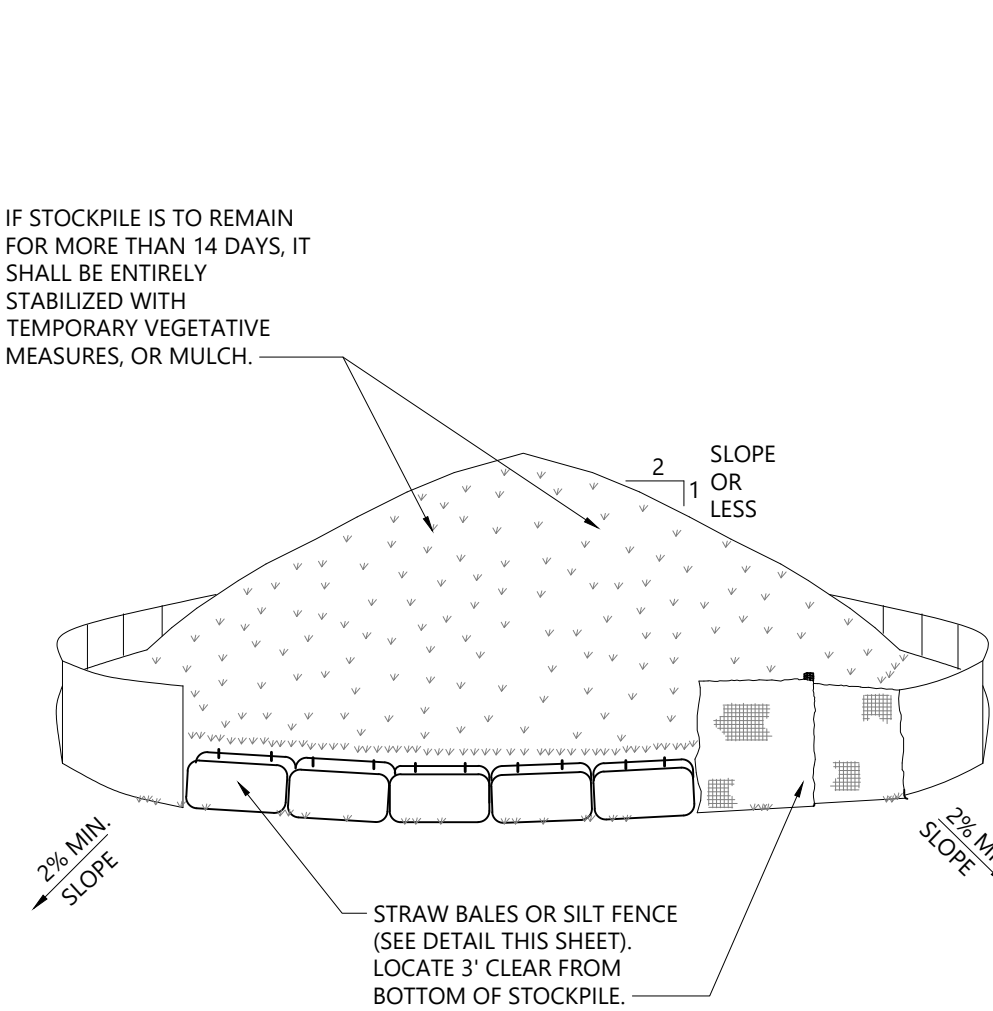 IF STOCKPILE IS TO REMAIN
FOR MORE THAN 14 DAYS, IT
SHALL BE ENTIRELY
STABILIZED WITH
TEMPORARY VEGETATIVE
MEASURES, OR MULCH.
2
1
SLOPE
OR
LESS
2% MIN.
SLOPE
2%
SLOPE
STRAW BALES OR SILT FENCE
(SEE DETAIL THIS SHEET).
LOCATE 3' CLEAR FROM
BOTTOM OF STOCKPILE.